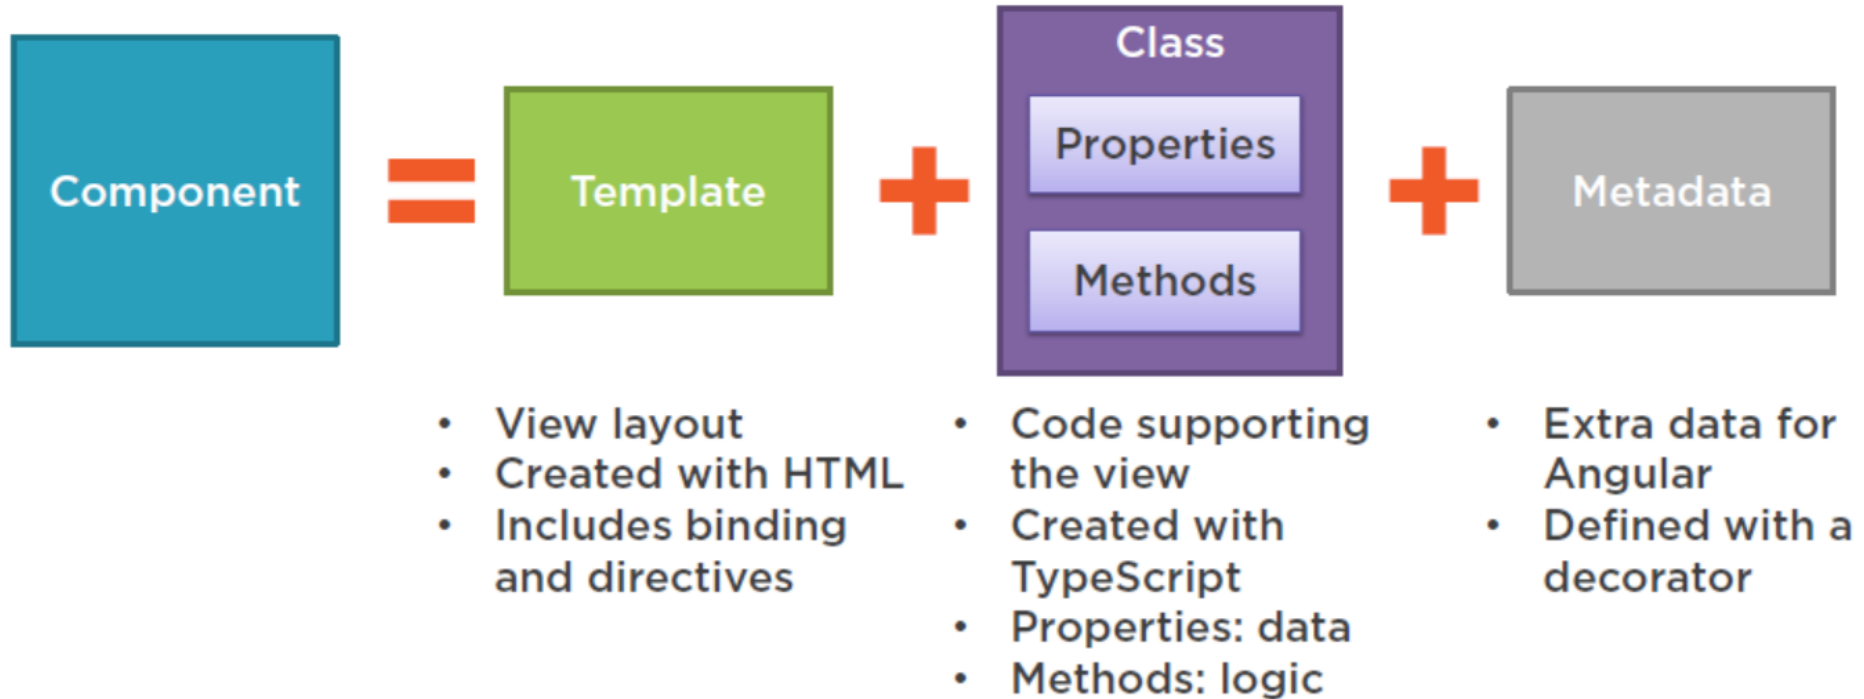 Component
=
Template
+
Class
Properties
Methods
+
Metadata
• View layout
• Created with HTML
• Includes binding
and directives
• Code supporting
the view
• Created with
TypeScript
• Properties: data
• Methods: logic
• Extra data for
Angular
• Defined with a
decorator